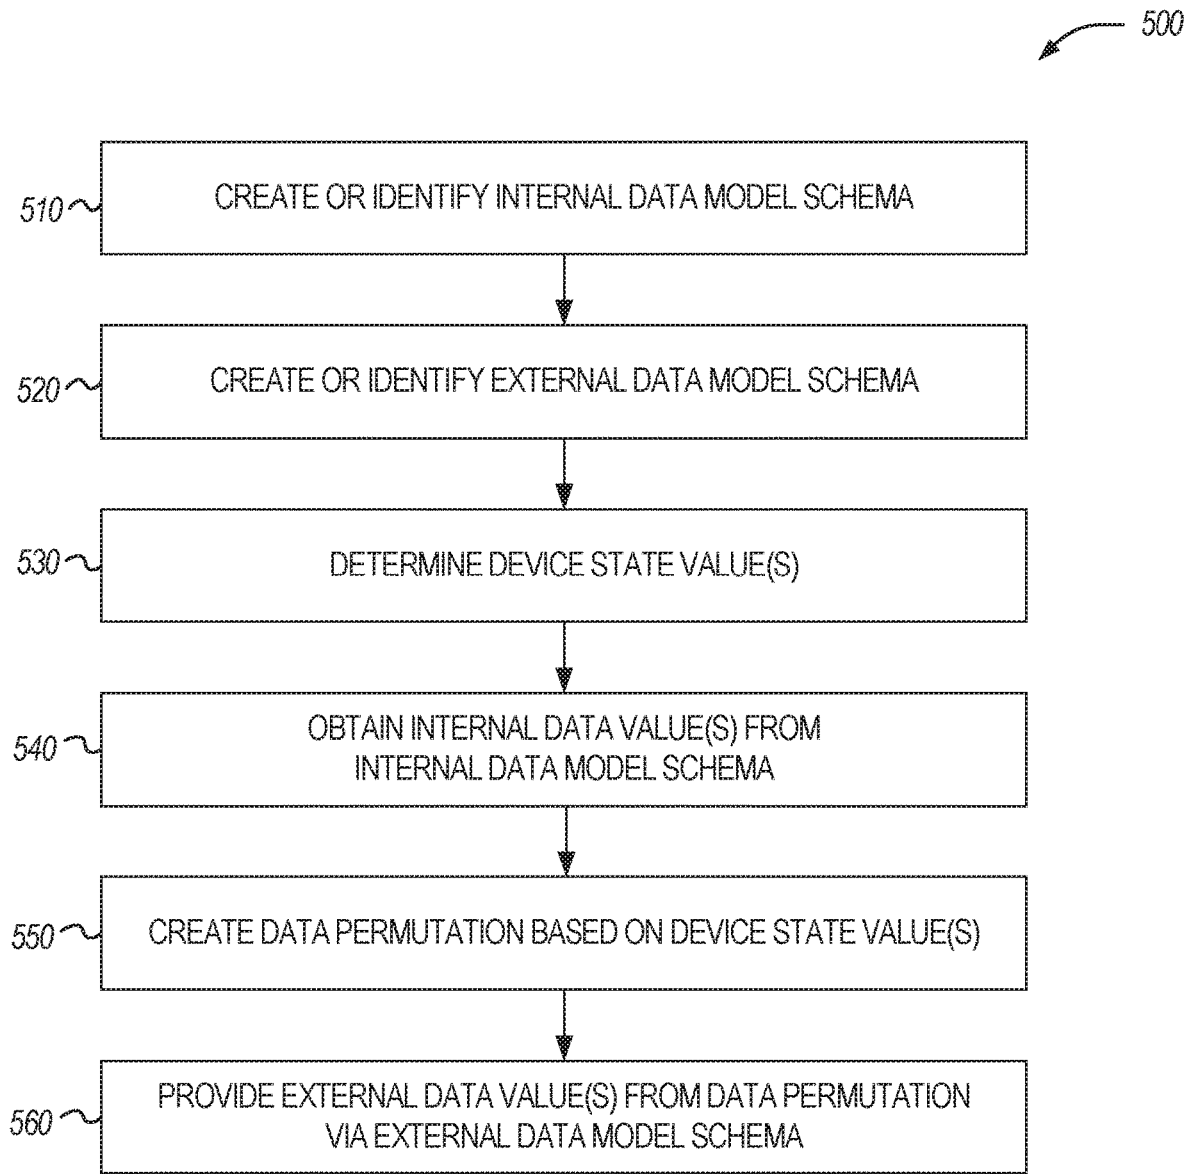 500
510
CREATE OR IDENTIFY INTERNAL DATA MODEL SCHEMA
520
CREATE OR IDENTIFY EXTERNAL DATA MODEL SCHEMA
530
DETERMINE DEVICE STATE VALUE(S)
540
OBTAIN INTERNAL DATA VALUE(S) FROM
INTERNAL DATA MODEL SCHEMA
550
CREATE DATA PERMUTATION BASED ON DEVICE STATE VALUE(S)
560
PROVIDE EXTERNAL DATA VALUE(S) FROM DATA PERMUTATION
VIA EXTERNAL DATA MODEL SCHEMA